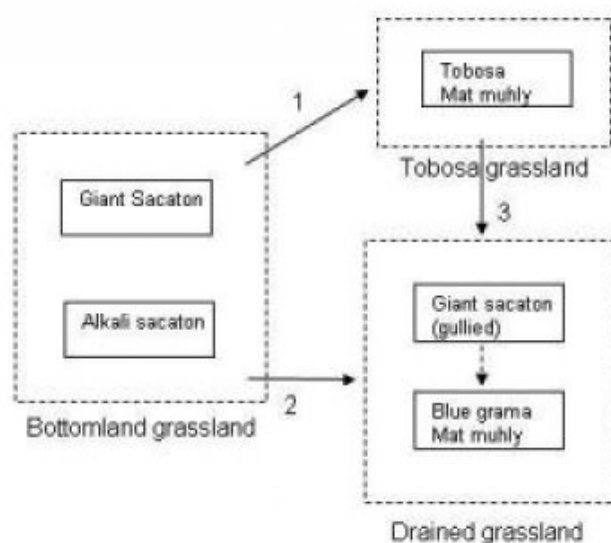 Tobosa
Mat muhly
1
Tobosa grassland
Giant Sacaton
3
Alkali sacaton
Giant sacaton
(gullied)
2
Bottomland grassland
Blue grama
Mat muhly
Drained grassland